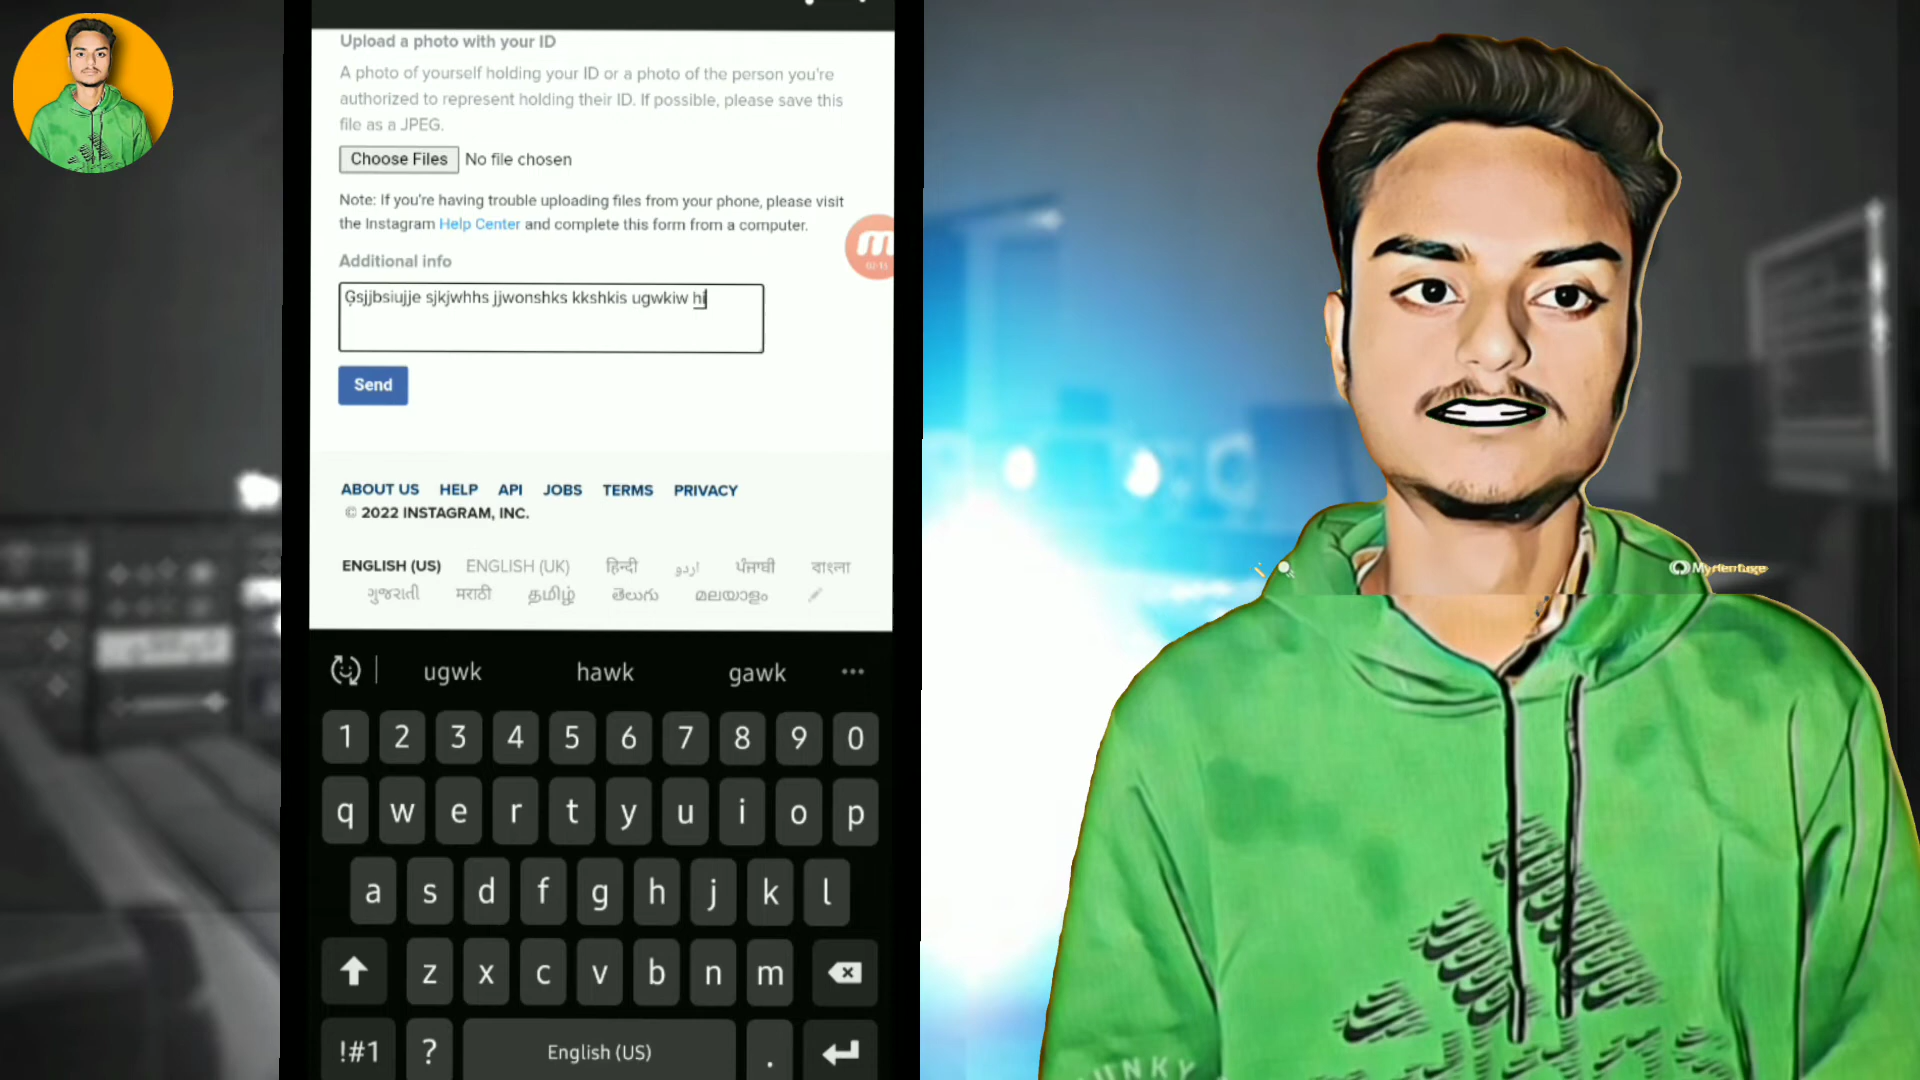 Upload a photo with your ID
A photo of yourself holding your ID or a photo of the person you're
authorized to represent holding their ID. If possible, please save this
file as a JPEG.
Choose Files No file chosen
Note: If you're having trouble uploading files from your phone, please visit
the Instagram Help Center and complete this form from a computer.
02:15
Additional info
Ģsjjbsiujje sjkjwhhs jjwonshks kkshkis ugwkiw hi
Send
ABOUT US HELP API JOBS TERMS PRIVACY
© 2022 INSTAGRAM, INC.
ENGLISH (US) ENGLISH (UK) हिन्दी اردو ਪੰਜਾਬੀ বাংলা
ગુજરાતી मराठी தமிழ் తెలుగు മലയാളം
ugwk hawk gawk
1 2 3 4 5 6 7 8 9 0
q w e r t y u i o p
a s d f g h j k l
z x c v b n m
!#1 ? English (US) .